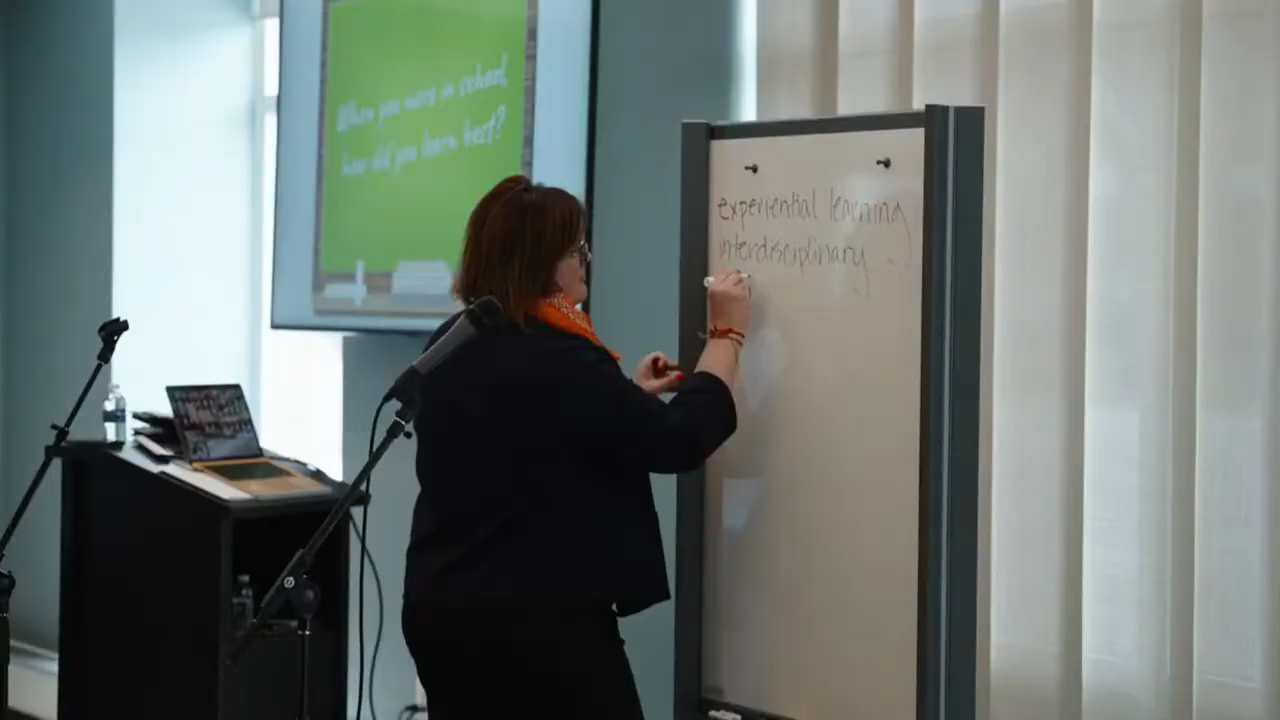 When you were in school,
how did you learn best?
experiential learning
interdisciplinary